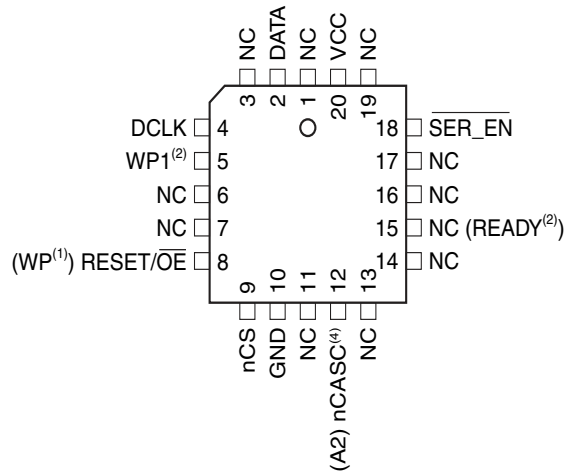 NC
DATA
NC
VCC
NC
3
2
1
20
19
DCLK 4
18 SER_EN
WP1(2) 5
17 NC
NC 6
16 NC
NC 7
15 NC (READY(2))
(WP(1)) RESET/OE 8
14 NC
9
10
11
12
13
nCS
GND
NC
(A2) nCASC(4)
NC